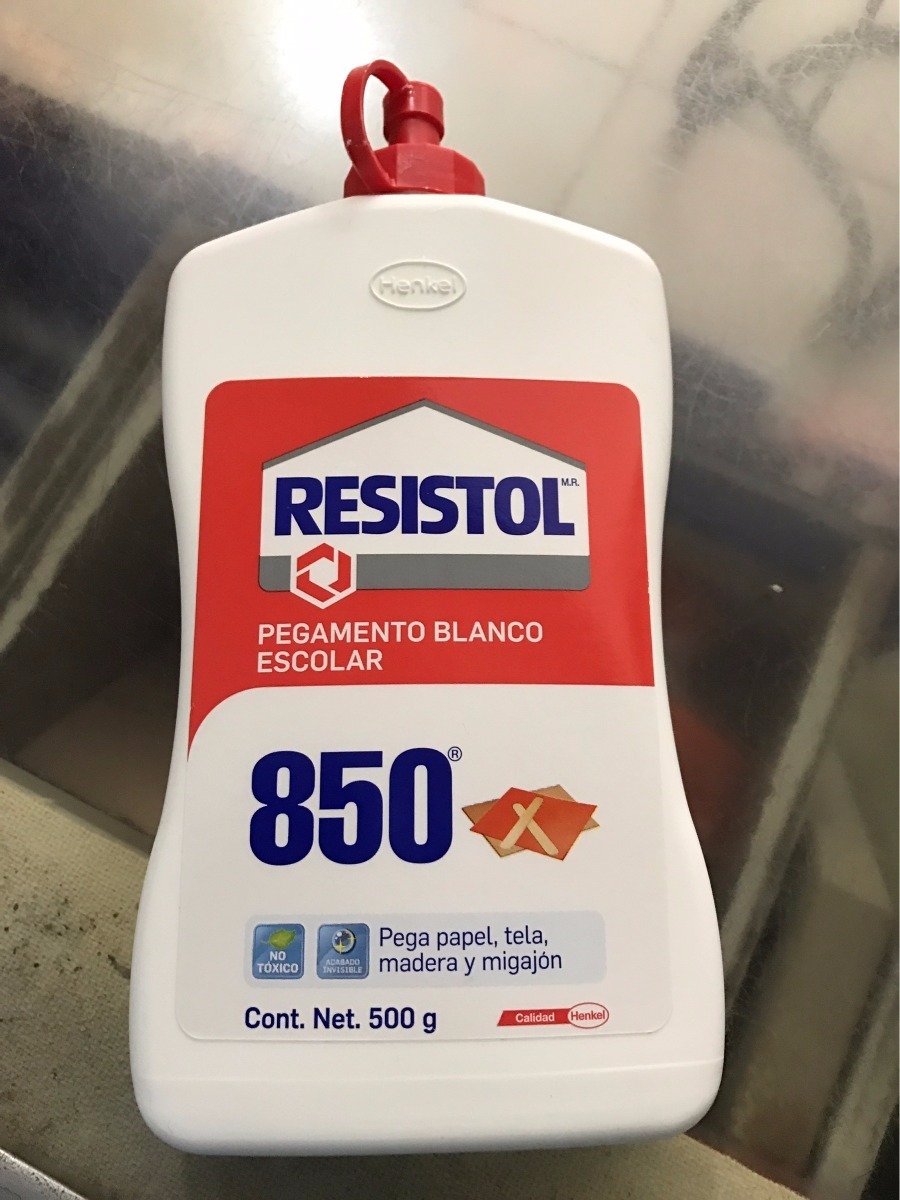 Henkel
RESISTOL M.R.
PEGAMENTO BLANCO
ESCOLAR
850®
NO
TÓXICO
ACABADO
INVISIBLE
Pega papel, tela,
madera y migajón
Cont. Net. 500 g
Calidad Henkel